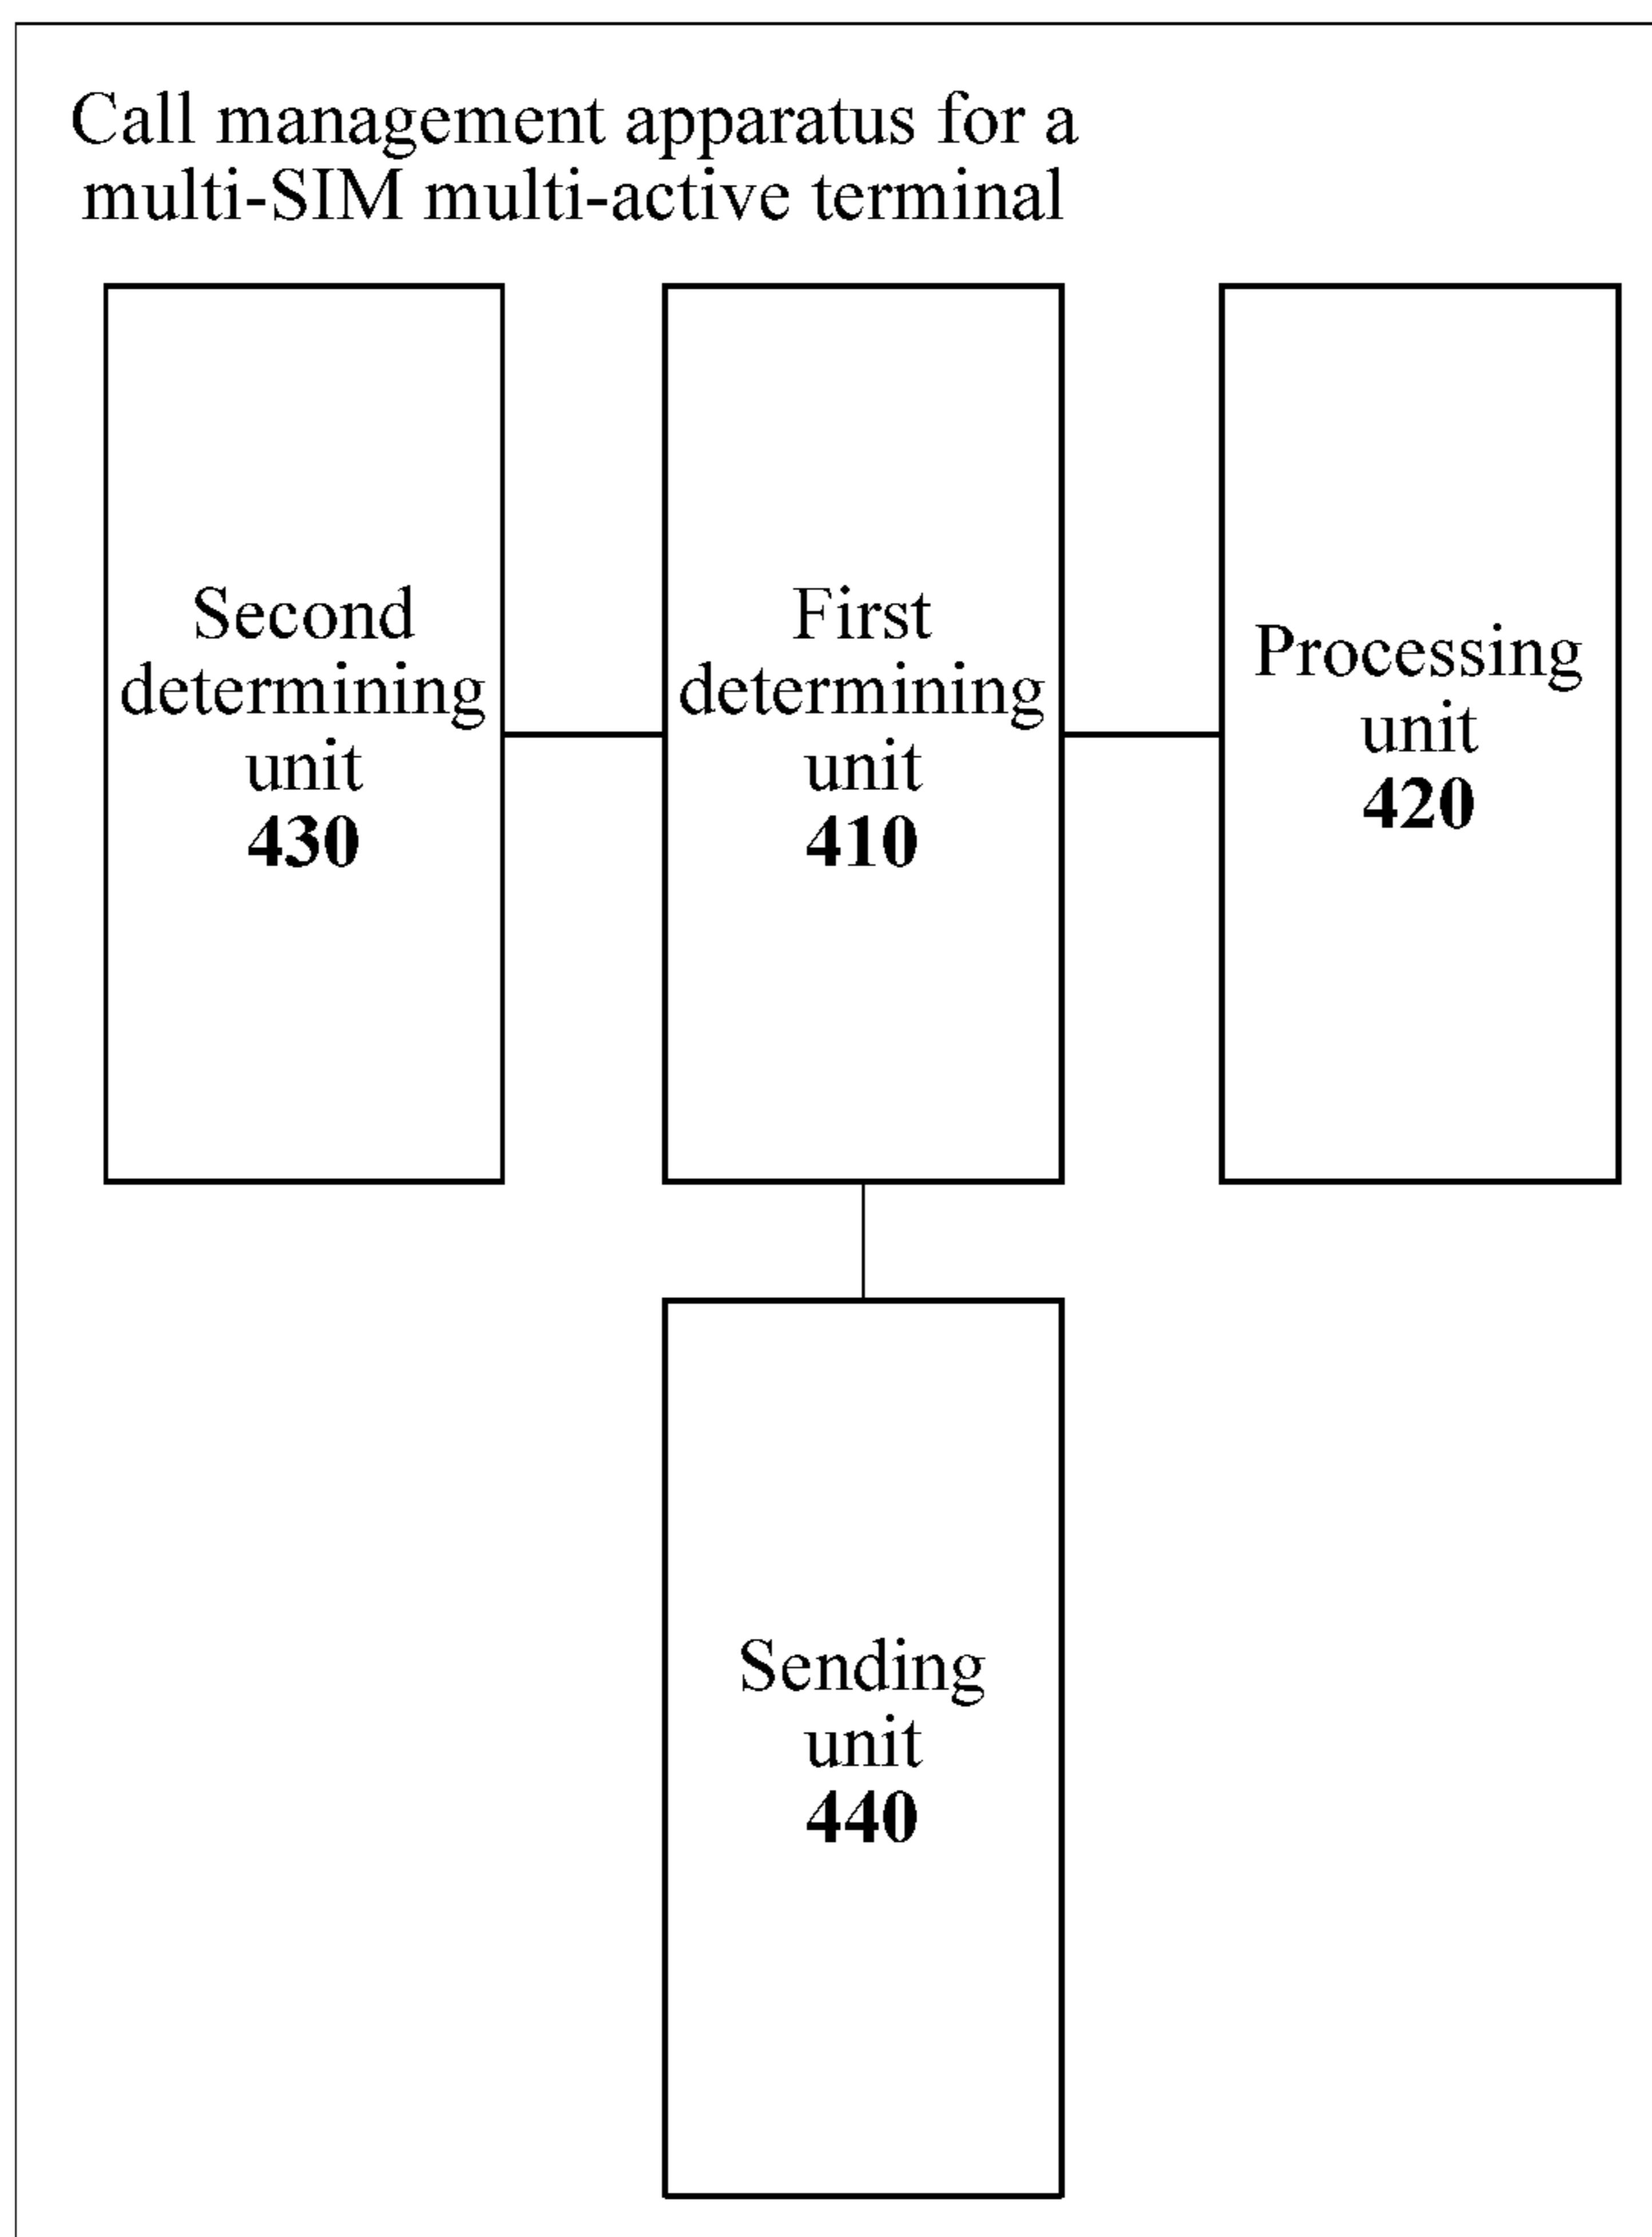 Call management apparatus for a
multi-SIM multi-active terminal
Second
determining
unit
430
First
determining
unit
410
Processing
unit
420
Sending
unit
440